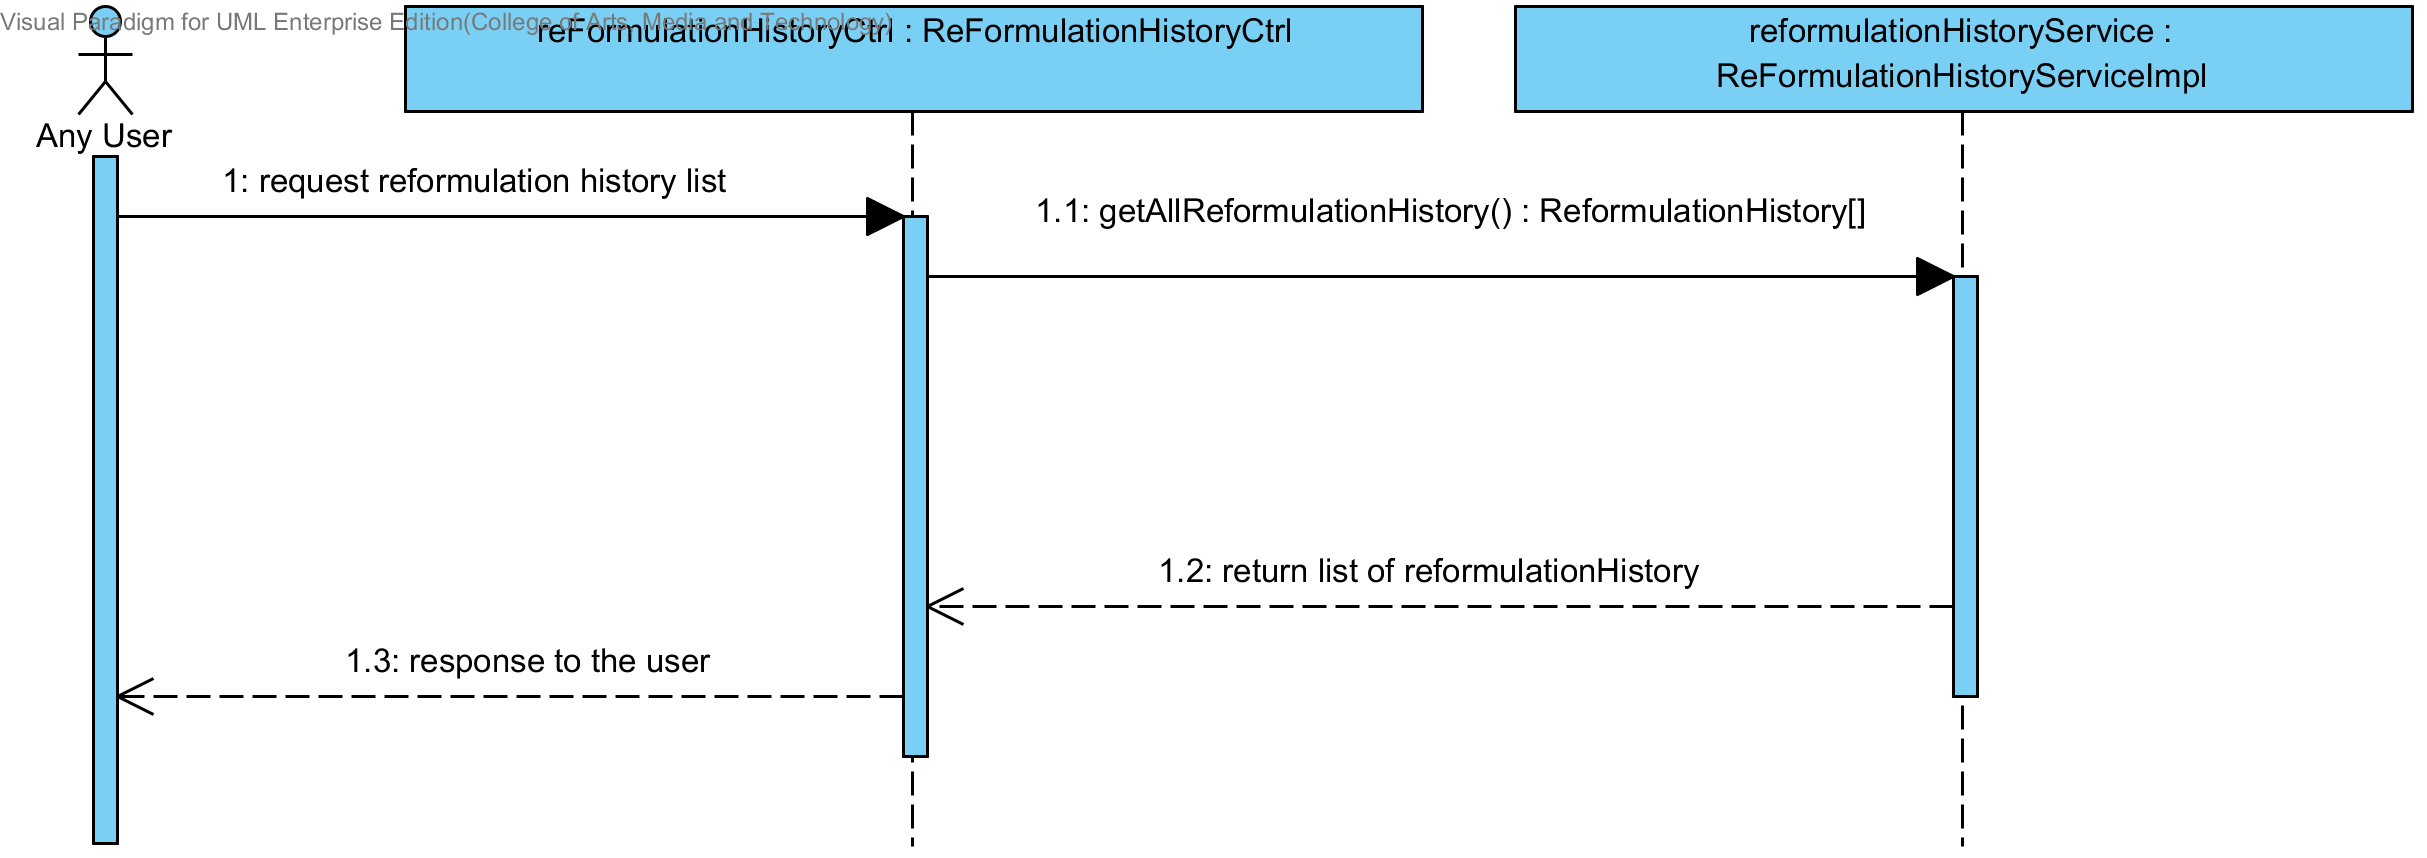 Visual Paradigm for UML Enterprise Edition(College of Arts, Media and Technology)
reFormulationHistoryCtrl : ReFormulationHistoryCtrl
reformulationHistoryService :
ReFormulationHistoryServiceImpl
Any User
1: request reformulation history list
1.1: getAllReformulationHistory() : ReformulationHistory[]
1.2: return list of reformulationHistory
1.3: response to the user